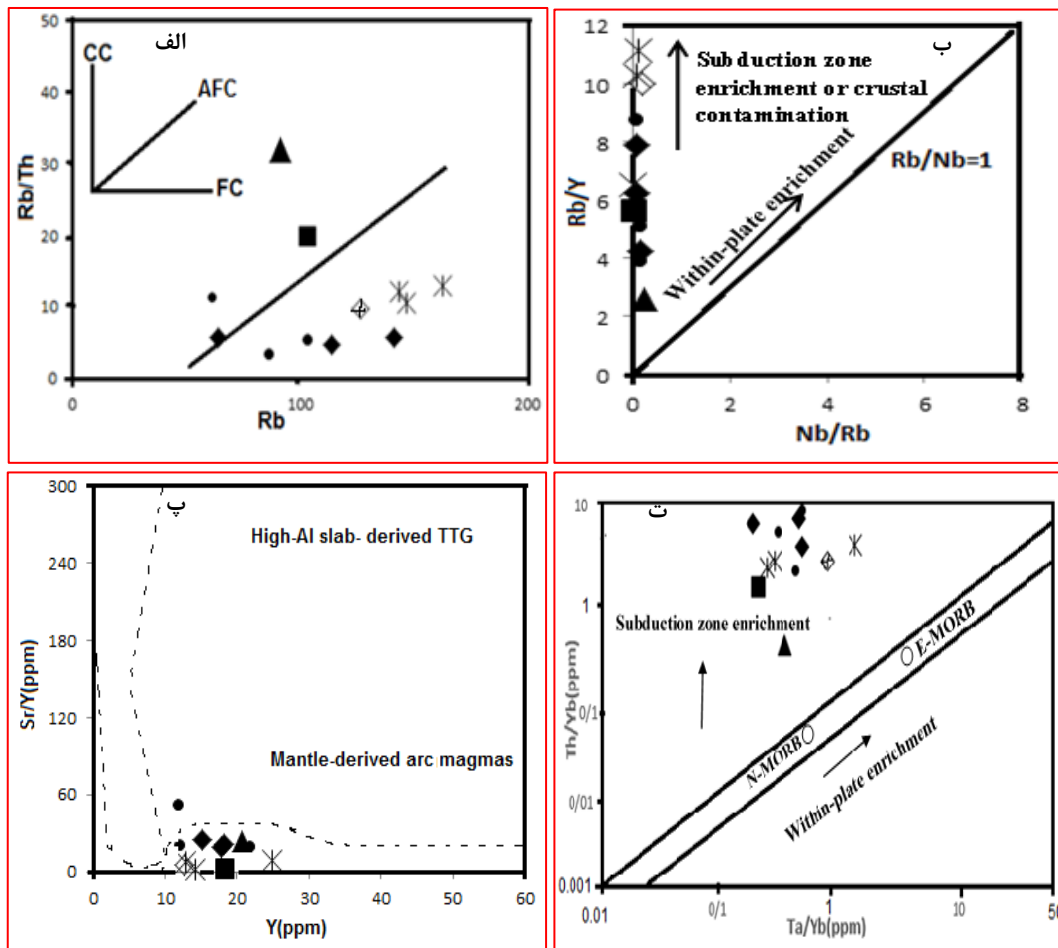 الف
50
40
30
20
10
0
Rb/Th
CC
AFC
FC
0
100
200
Rb
ب
12
10
8
6
4
2
0
Rb/Y
Subduction zone
enrichment or crustal
contamination
Rb/Nb=1
Within-plate enrichment
0
2
4
6
8
Nb/Rb
پ
300
240
180
120
60
0
Sr/Y(ppm)
High-Al slab- derived TTG
Mantle-derived arc magmas
0
10
20
30
40
50
60
Y(ppm)
ت
10
1
0/1
0/01
0.001
Th/Yb(ppm)
Subduction zone enrichment
E-MORB
N-MORB
Within-plate enrichment
0.01
0/1
1
10
50
Ta/Yb(ppm)